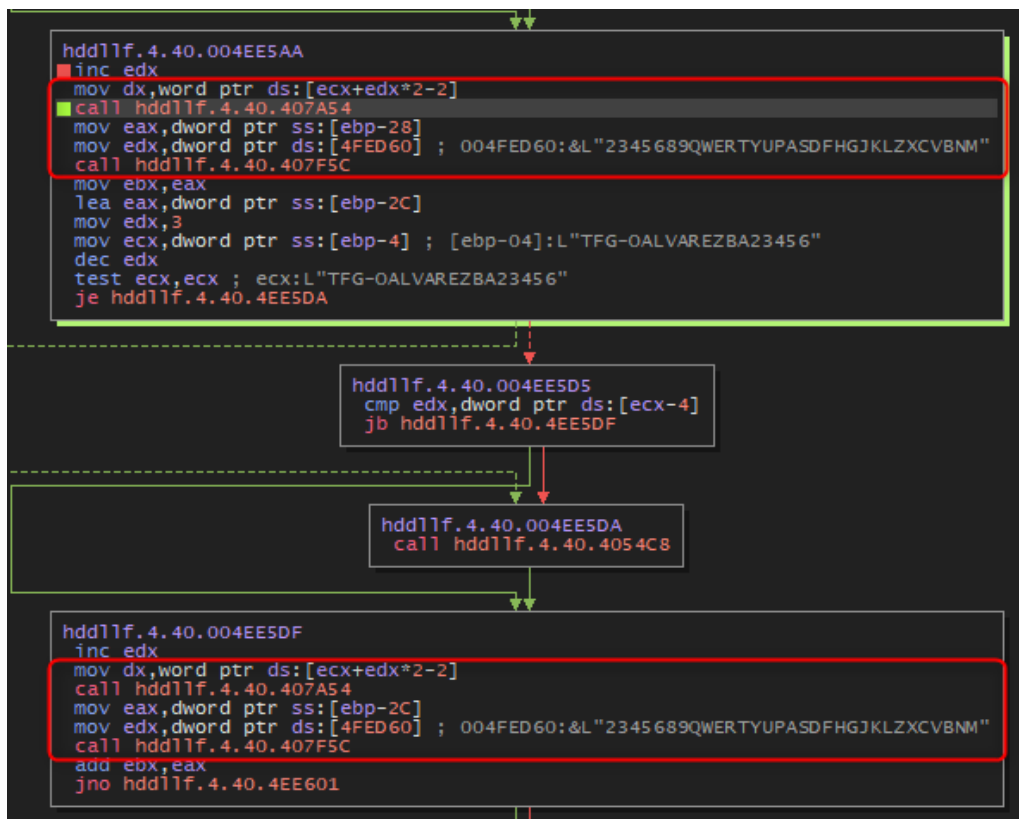 hddllf.4.40.004EE5AA
inc edx
mov dx,word ptr ds:[ecx+edx*2-2]
call hddllf.4.40.407A54
mov eax,dword ptr ss:[ebp-28]
mov edx,dword ptr ds:[4FED60] ; 004FED60:&L"2345689QWERTYUPASDFHGJKLZXCVBNM"
call hddllf.4.40.407F5C
mov ebx,eax
lea eax,dword ptr ss:[ebp-2C]
mov edx,3
mov ecx,dword ptr ss:[ebp-4] ; [ebp-04]:L"TFG-OALVAREZBA23456"
dec edx
test ecx,ecx ; ecx:L"TFG-OALVAREZBA23456"
je hddllf.4.40.4EE5DA
hddllf.4.40.004EE5D5
cmp edx,dword ptr ds:[ecx-4]
jb hddllf.4.40.4EE5DF
hddllf.4.40.004EE5DA
call hddllf.4.40.4054C8
hddllf.4.40.004EE5DF
inc edx
mov dx,word ptr ds:[ecx+edx*2-2]
call hddllf.4.40.407A54
mov eax,dword ptr ss:[ebp-2C]
mov edx,dword ptr ds:[4FED60] ; 004FED60:&L"2345689QWERTYUPASDFHGJKLZXCVBNM"
call hddllf.4.40.407F5C
add ebx,eax
jno hddllf.4.40.4EE601